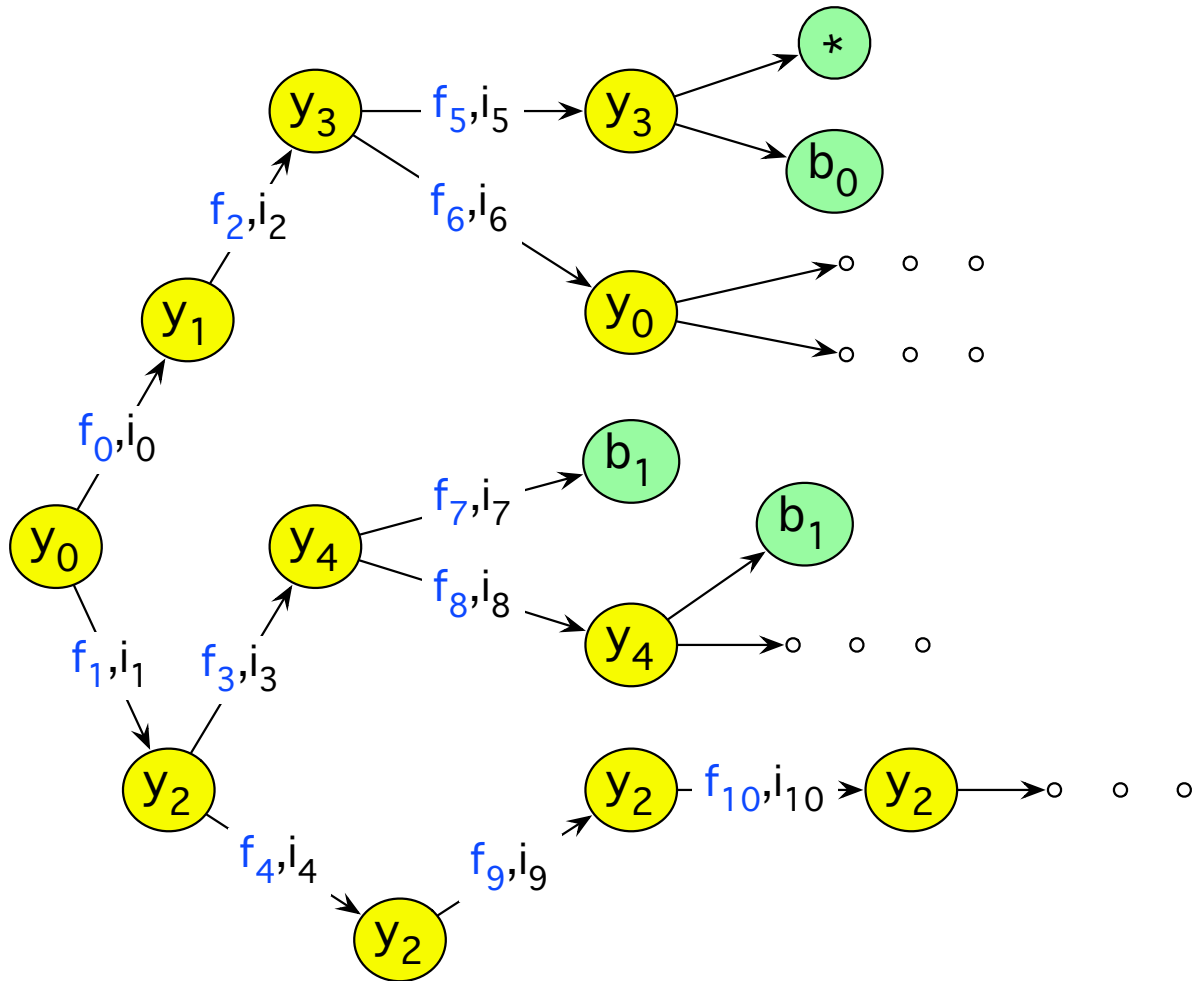 *
y₃
f₅,i₅
y₃
b₀
f₂,i₂
f₆,i₆
y₁
y₀
f₀,i₀
b₁
f₇,i₇
b₁
y₀
y₄
f₈,i₈
y₄
f₁,i₁
f₃,i₃
y₂
y₂
f₁₀,i₁₀
y₂
f₄,i₄
f₉,i₉
y₂